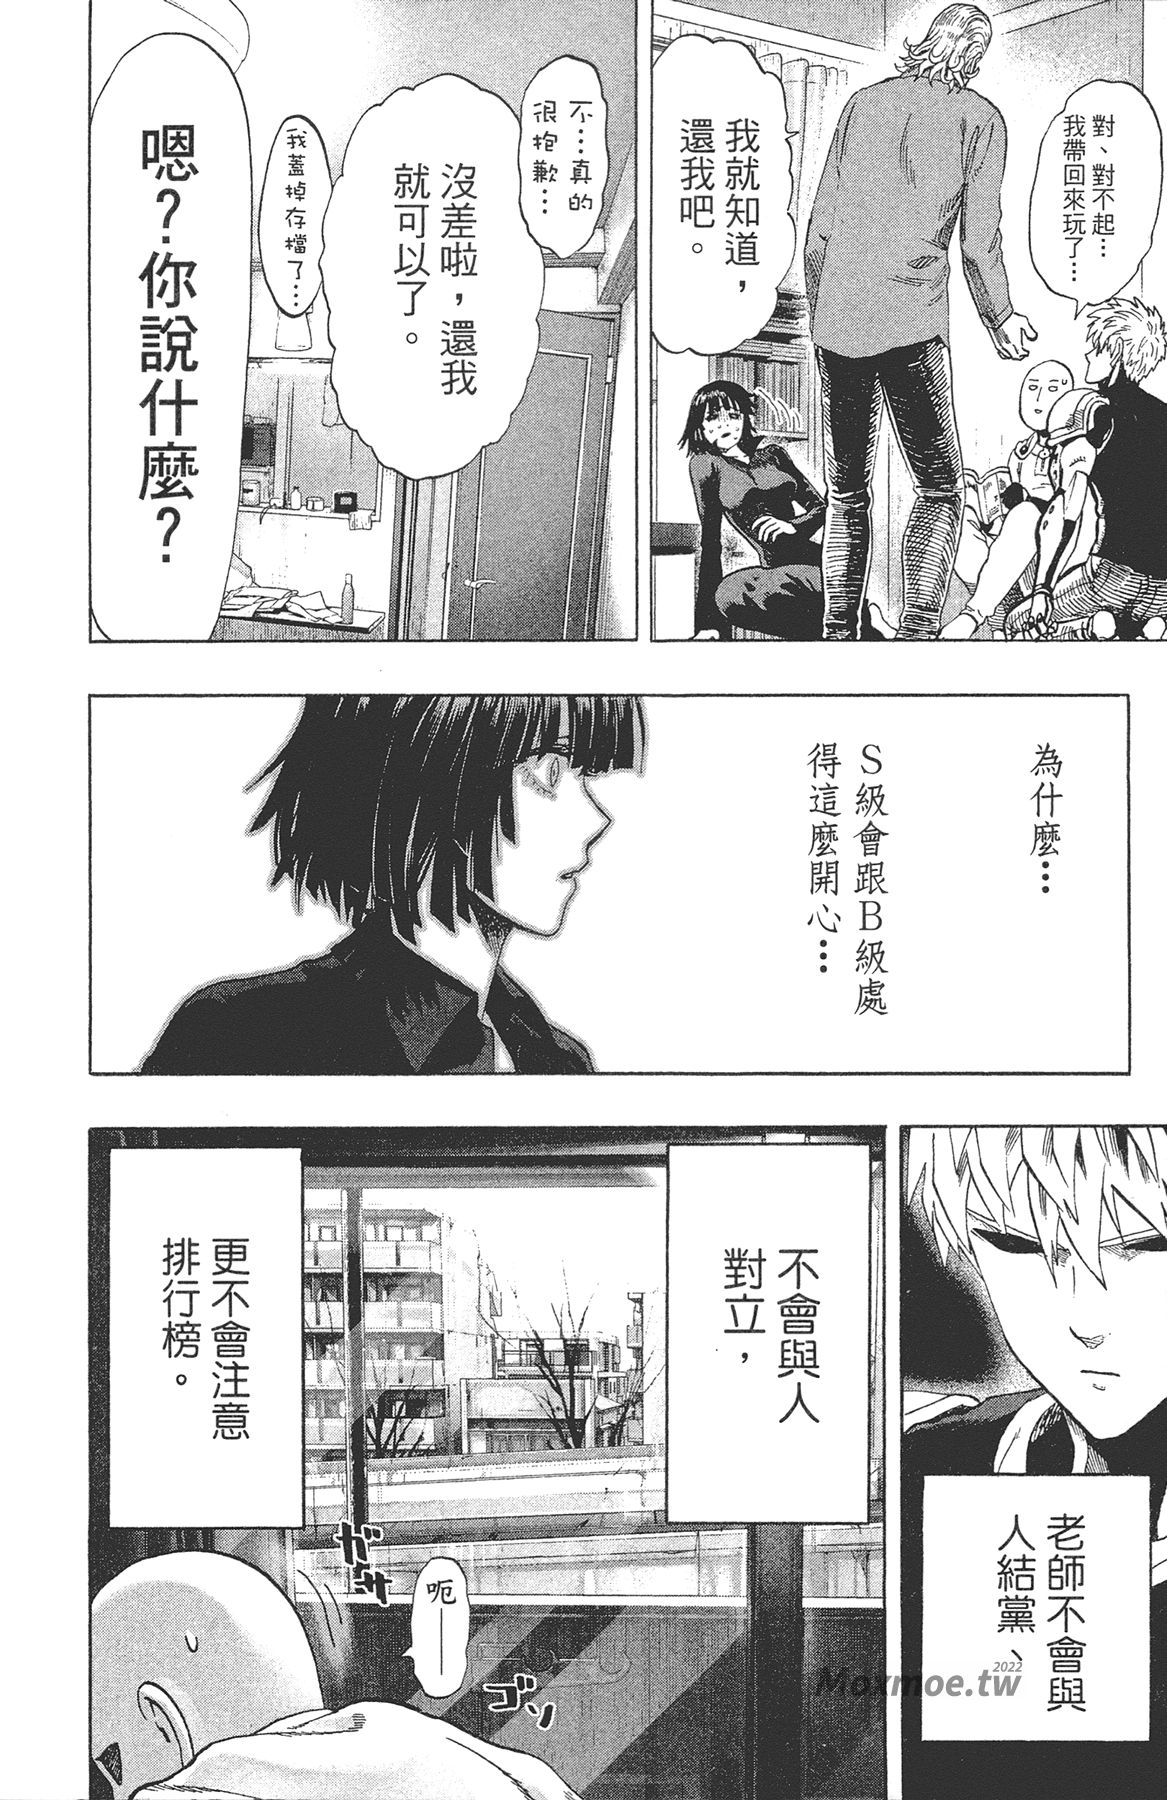 對、對不起…
我帶回來玩了…
我就知道，
還我吧。
不…真的
很抱歉…
沒差啦，還我
就可以了。
我蓋掉存檔了…
嗯？你說什麼？
為什麼…
S級會跟B級處
得這麼開心…
老師不會與
人結黨、
不會與人
對立，
更不會注意
排行榜。
呃——
ガサ
ゴソ
2022
Moxmoe.tw